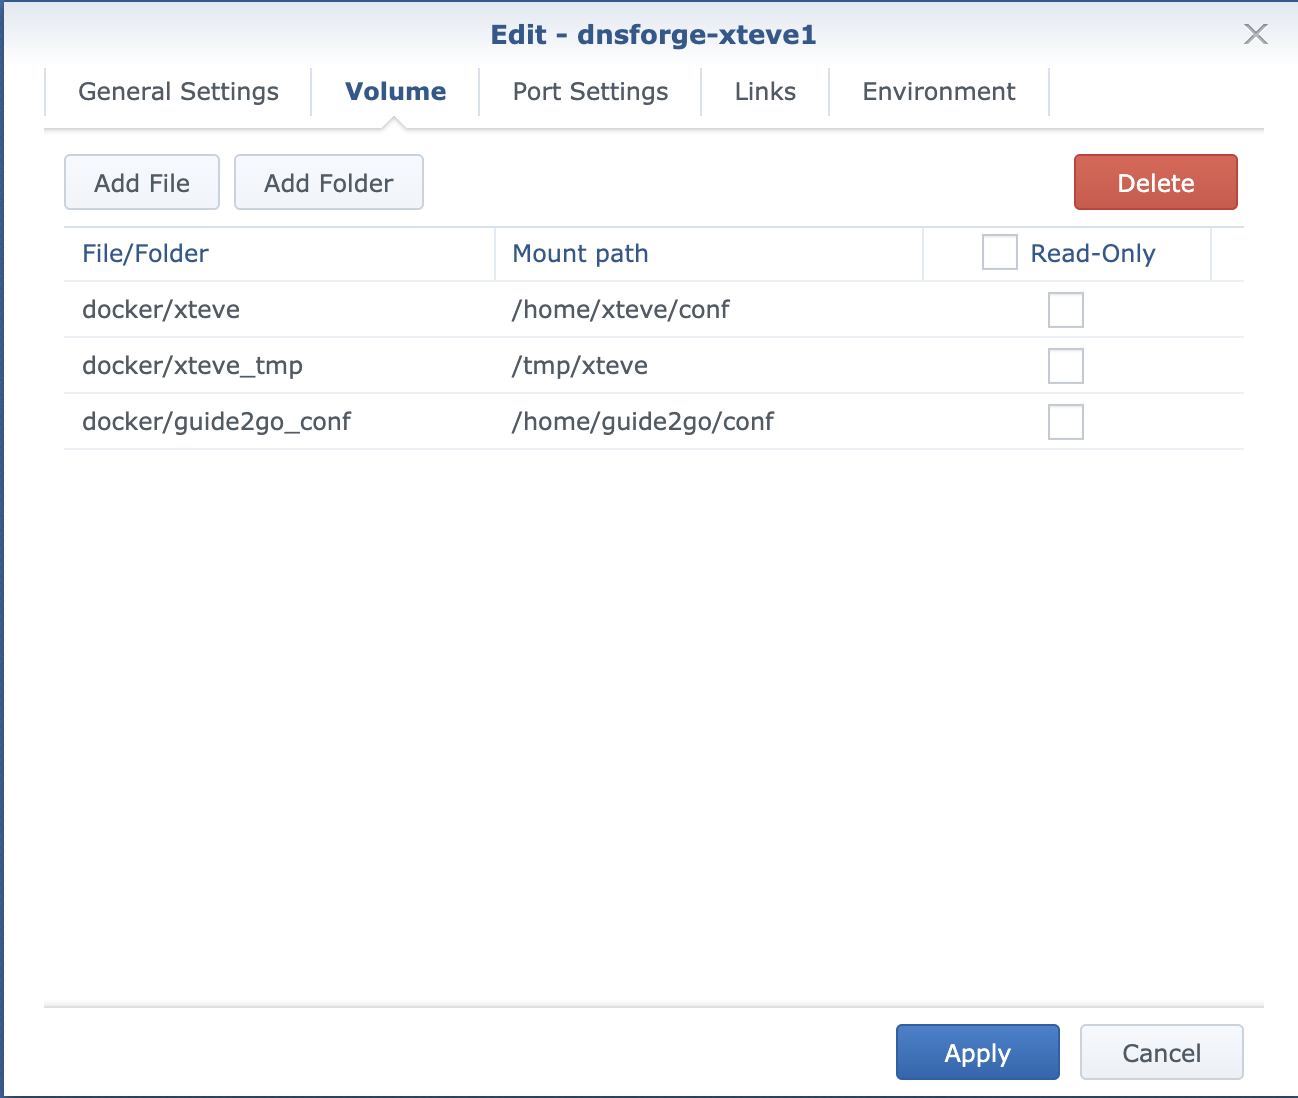 Edit - dnsforge-xteve1
General Settings Volume Port Settings Links Environment
Add File Add Folder Delete
File/Folder Mount path Read-Only
docker/xteve /home/xteve/conf
docker/xteve_tmp /tmp/xteve
docker/guide2go_conf /home/guide2go/conf
Apply Cancel